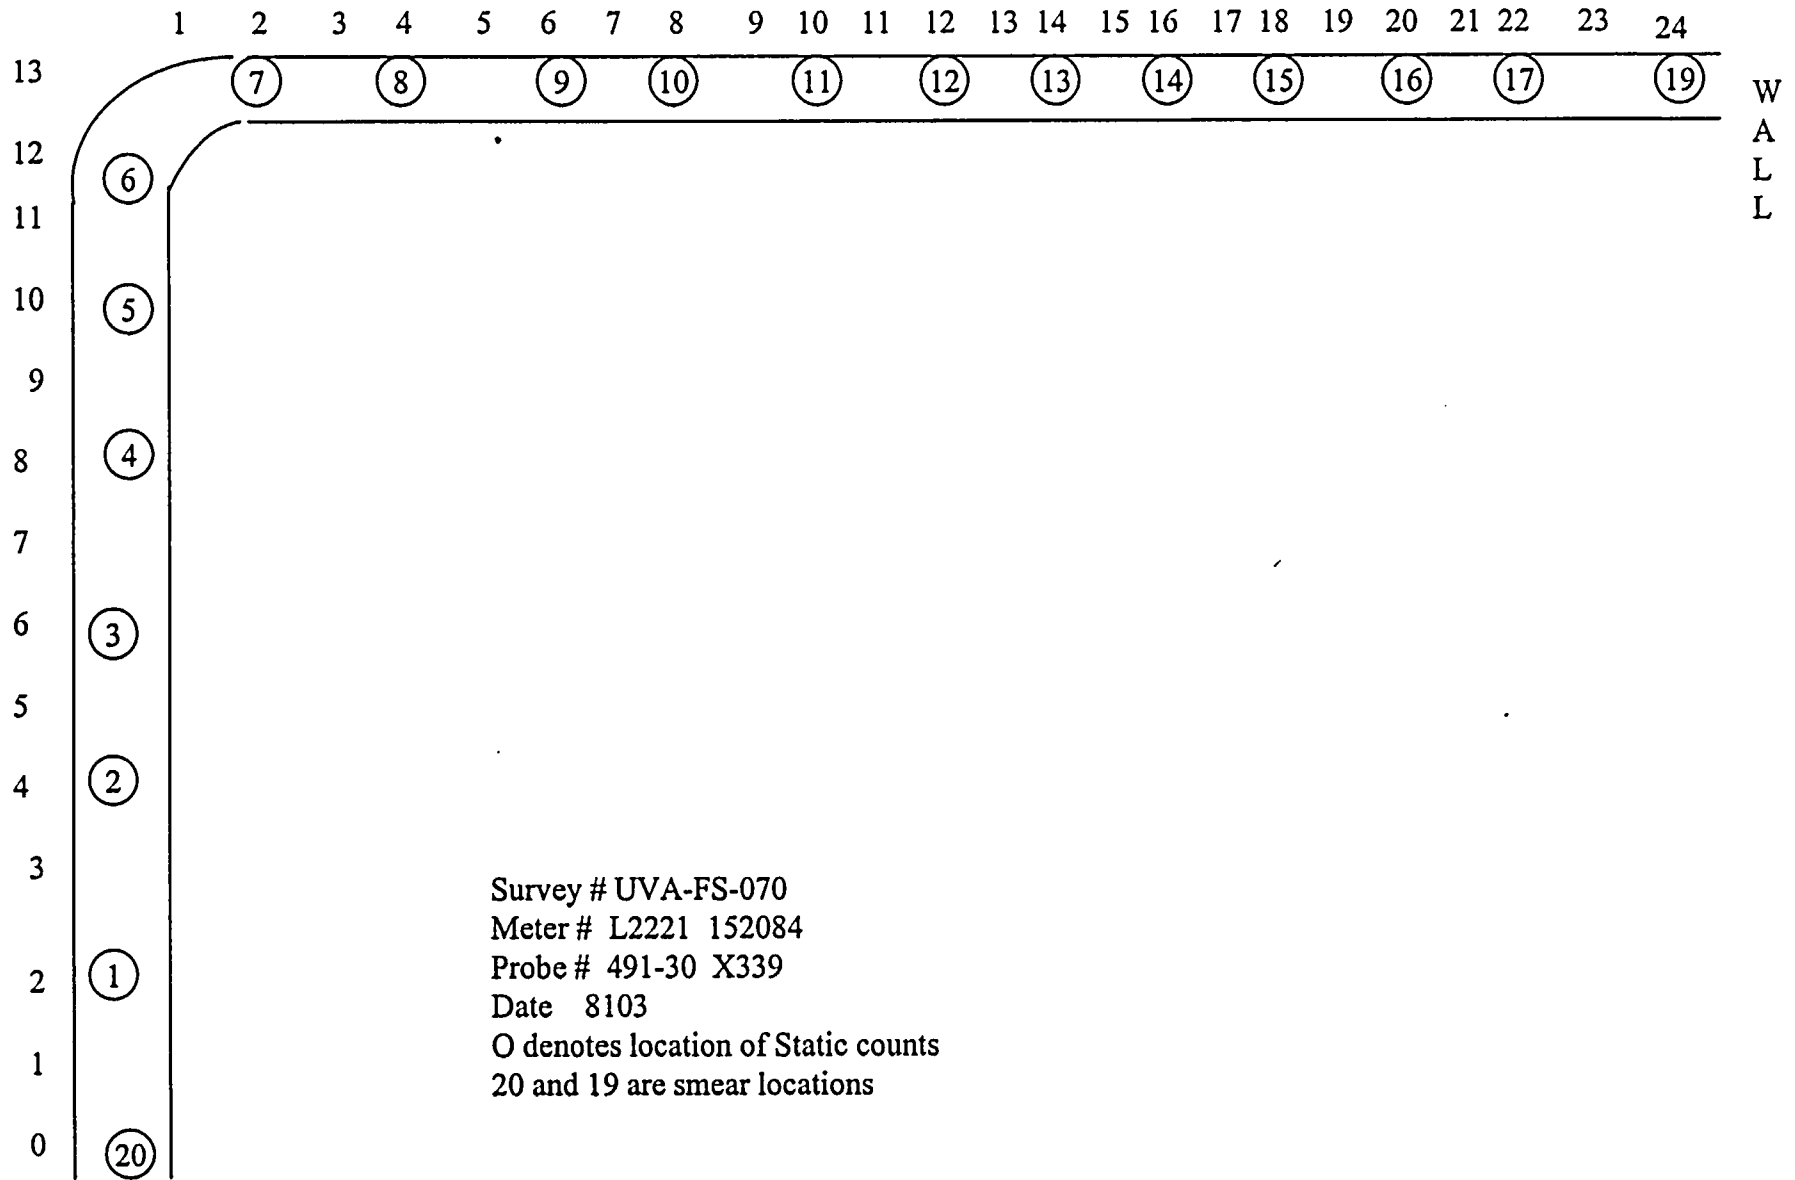 1 2 3 4 5 6 7 8 9 10 11 12 13 14 15 16 17 18 19 20 21 22 23 24
13 7 8 9 10 11 12 13 14 15 16 17 19
WALL
12
6
11
10 5
9
8 4
7
6 3
5
4 2
3
Survey # UVA-FS-070
Meter # L2221 152084
Probe # 491-30 X339
2 1
Date 8103
O denotes location of Static counts
1
20 and 19 are smear locations
0 20